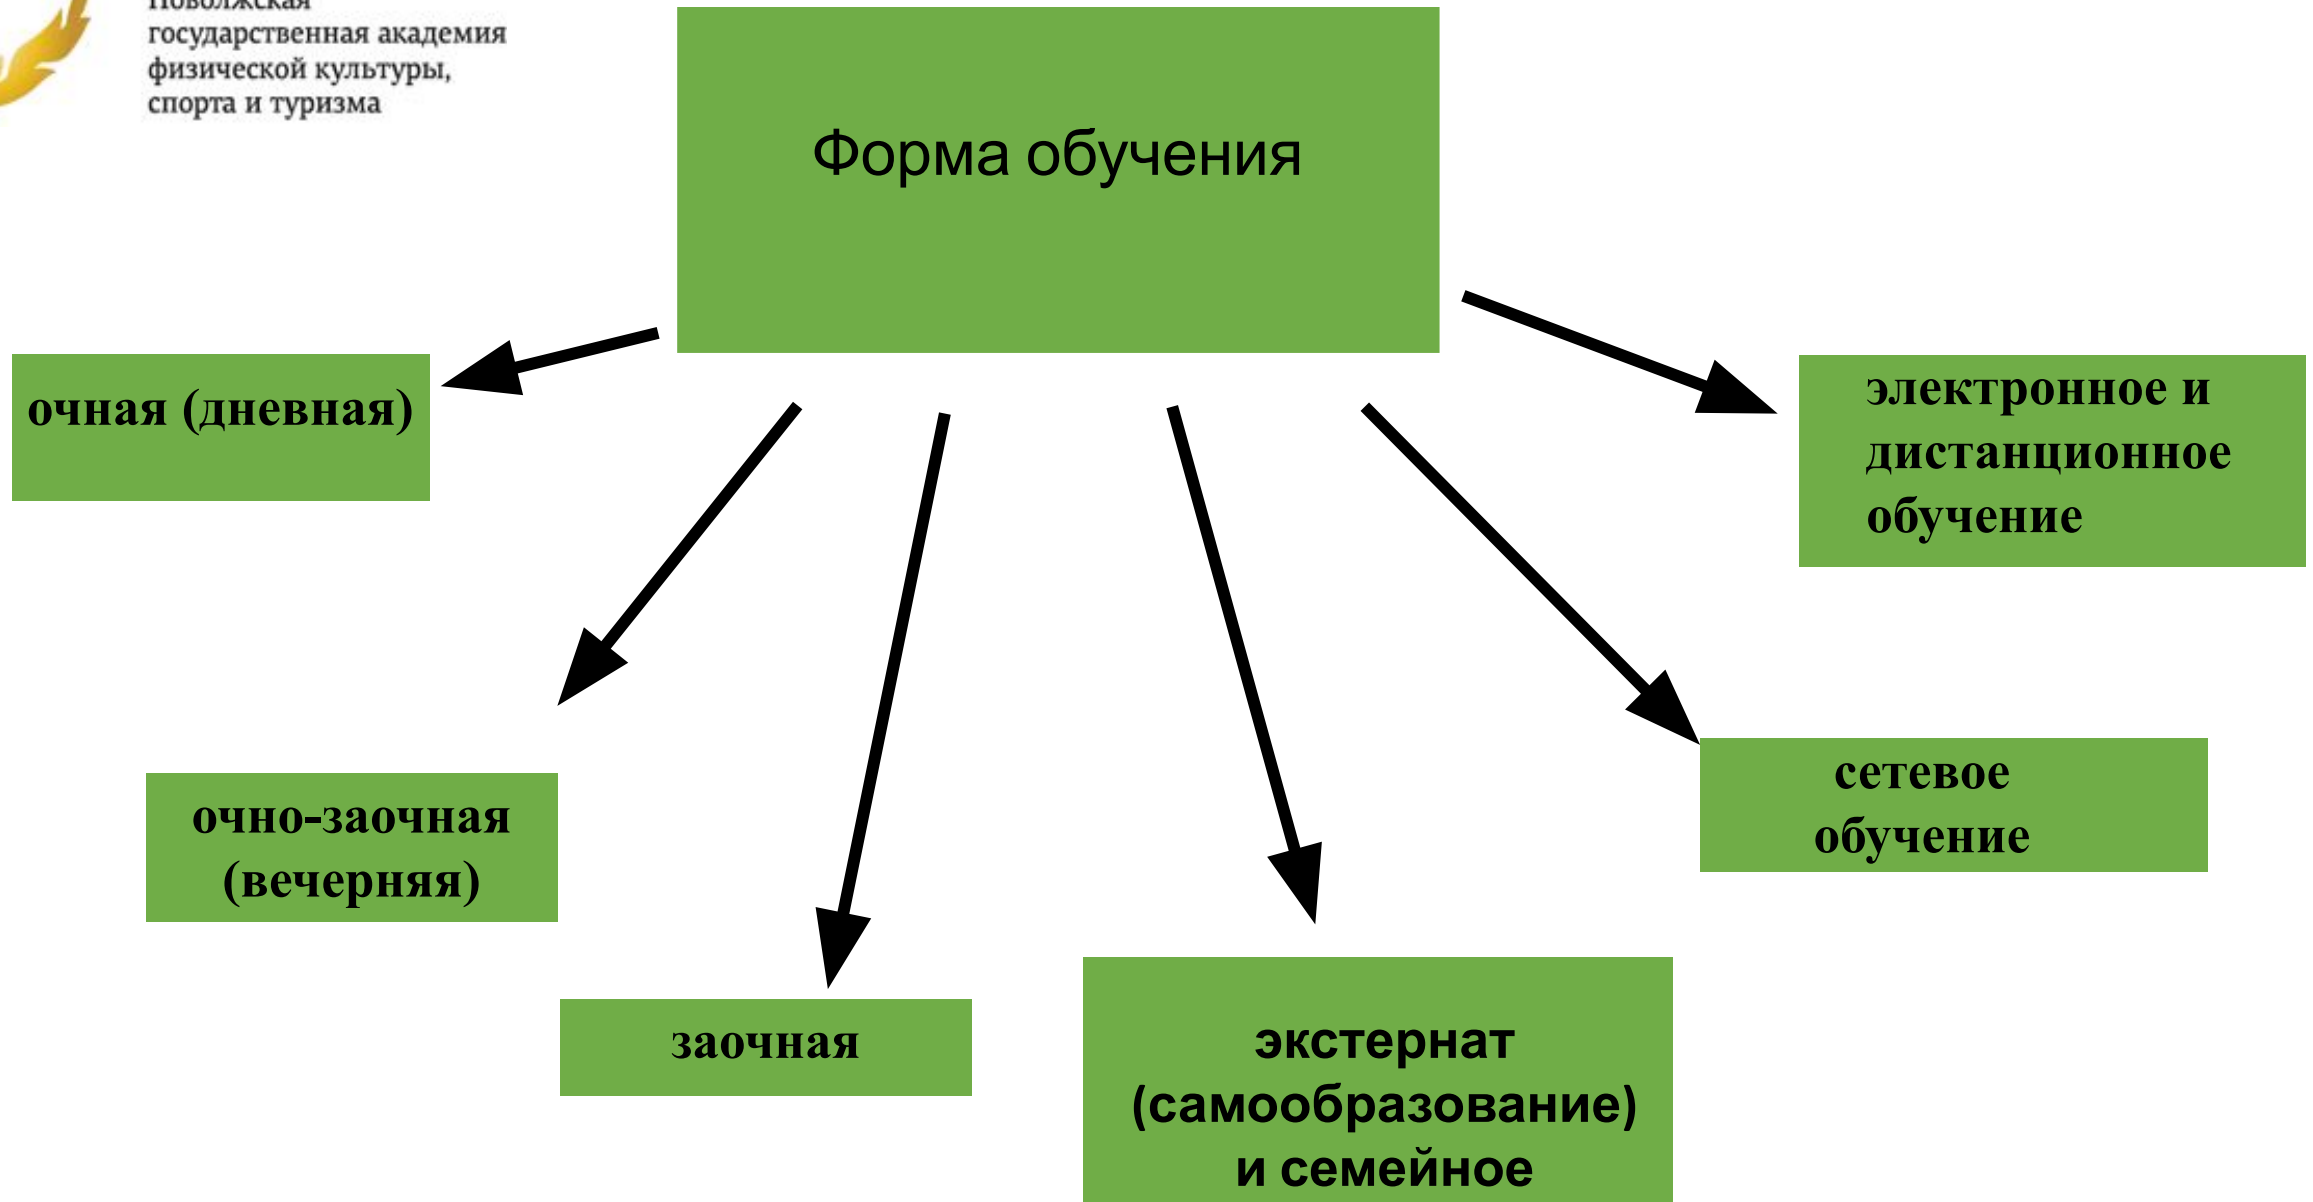 Поволжская
государственная академия
физической культуры,
спорта и туризма
Форма обучения
очная (дневная)
электронное и
дистанционное
обучение
очно-заочная
(вечерняя)
сетевое
обучение
заочная
экстернат
(самообразование)
и семейное